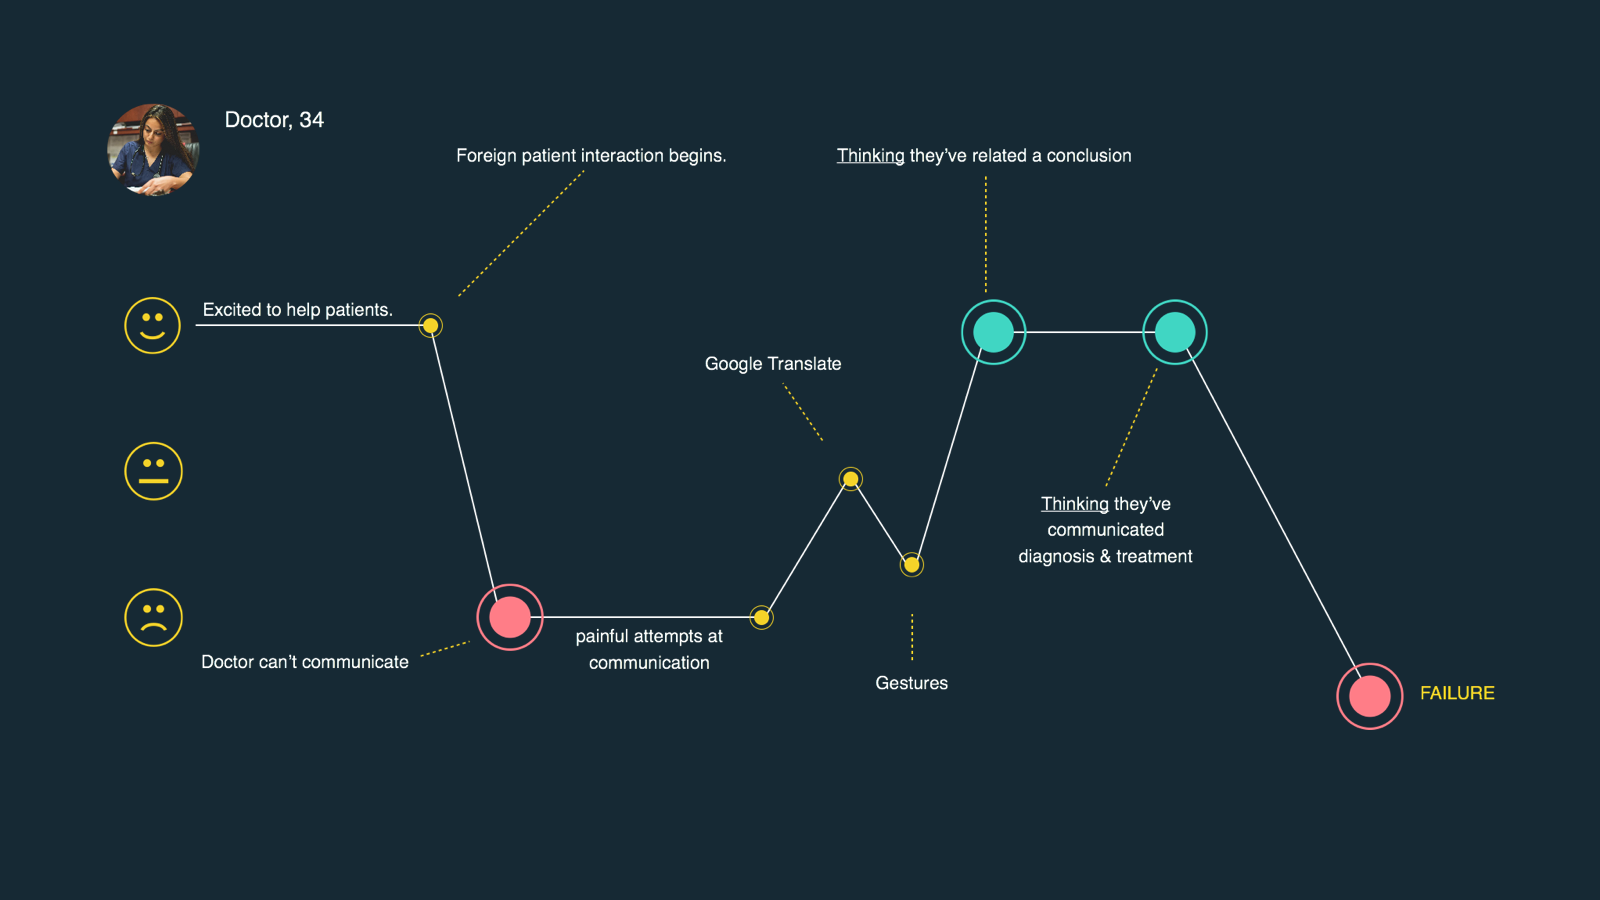 Doctor, 34
Foreign patient interaction begins.
Thinking they've related a conclusion
Excited to help patients.
Google Translate
Thinking they've
communicated
diagnosis & treatment
Doctor can't communicate
painful attempts at
communication
Gestures
FAILURE